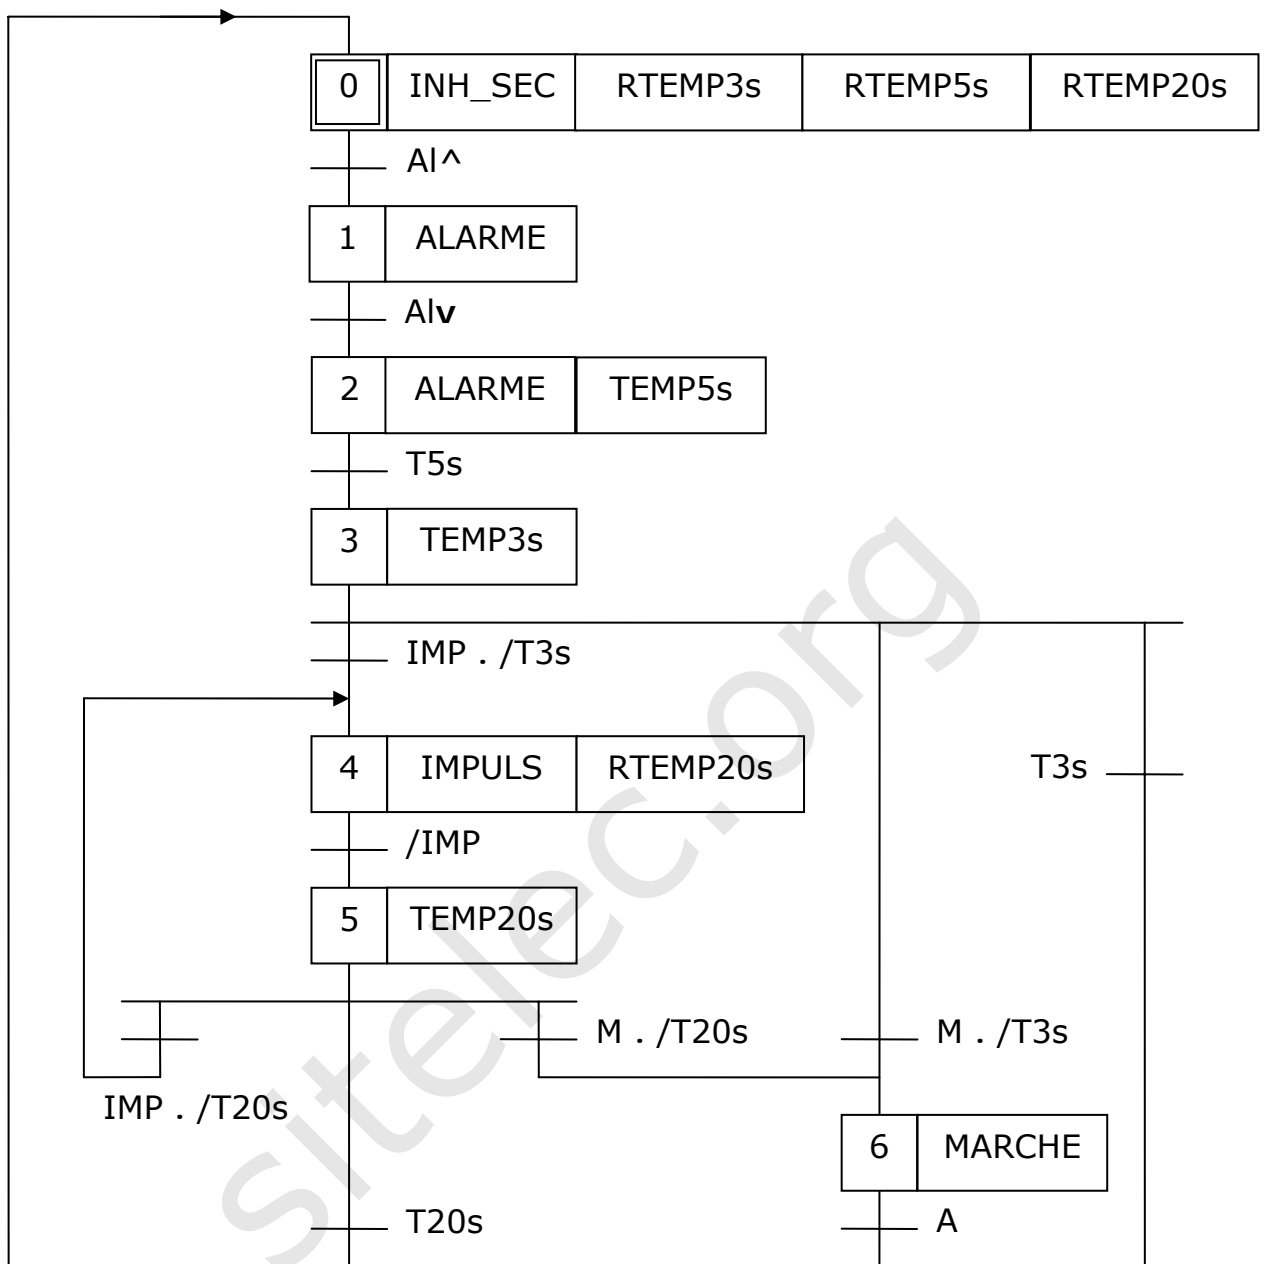 0 INH_SEC RTEMP3s RTEMP5s RTEMP20s
Al^
1 ALARME
Alv
2 ALARME TEMP5s
T5s
3 TEMP3s
IMP . /T3s
4 IMPULS RTEMP20s T3s
/IMP
5 TEMP20s
M . /T20s M . /T3s
IMP . /T20s
6 MARCHE
T20s A
sitelec.org